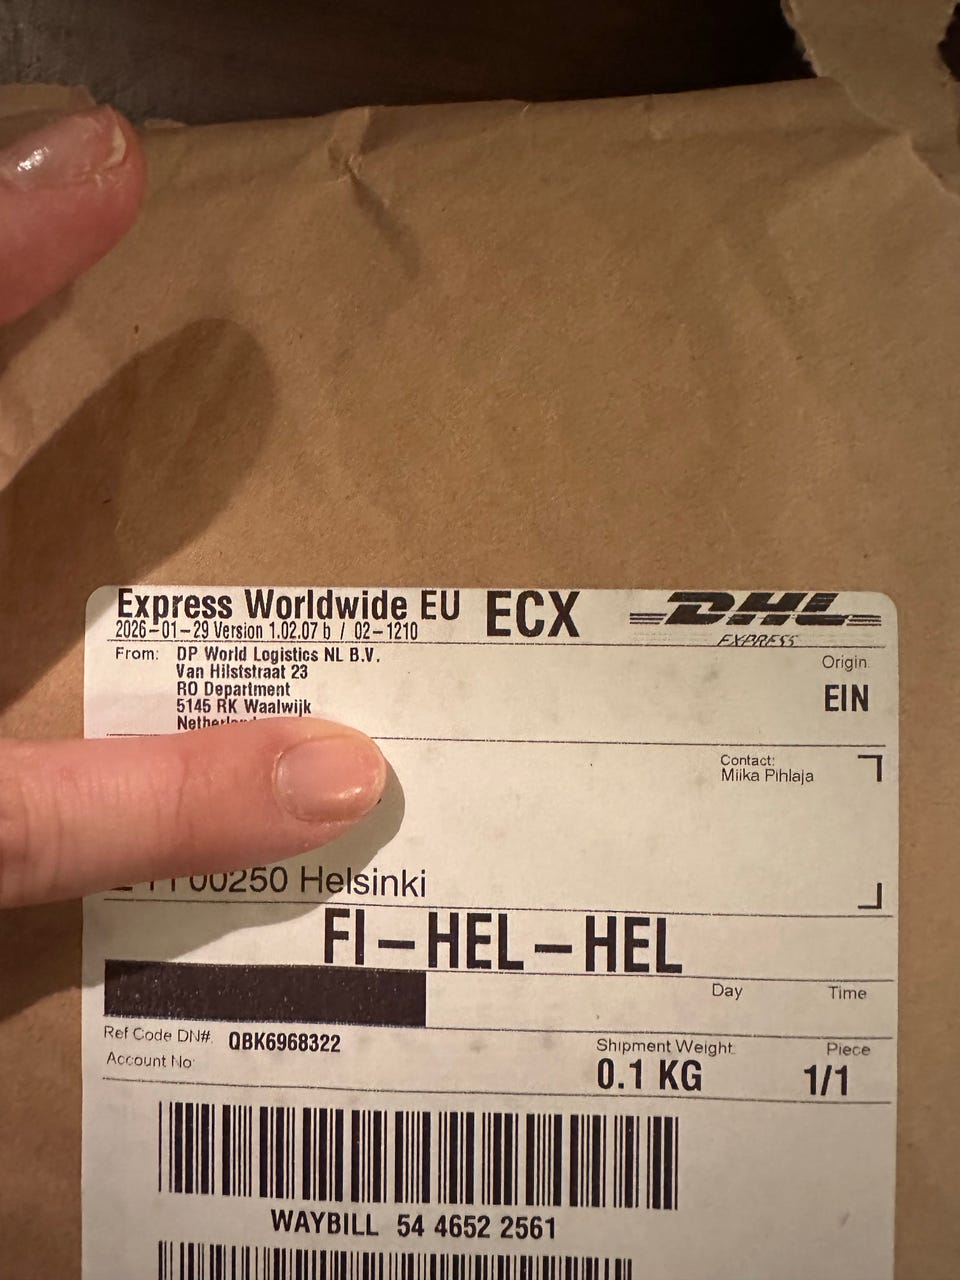 Express Worldwide EU ECX DHL
2026-01-29 Version 1.02.07 b / 02-1210 EXPRESS
From: DP World Logistics NL B.V. Origin:
Van Hilststraat 23
RO Department EIN
5145 RK Waalwijk
Contact:
Miika Pihlaja
00250 Helsinki
FI-HEL-HEL
Day Time
Ref Code DN#: QBK6968322
Account No:
Shipment Weight: Piece
0.1 KG 1/1
WAYBILL 54 4652 2561